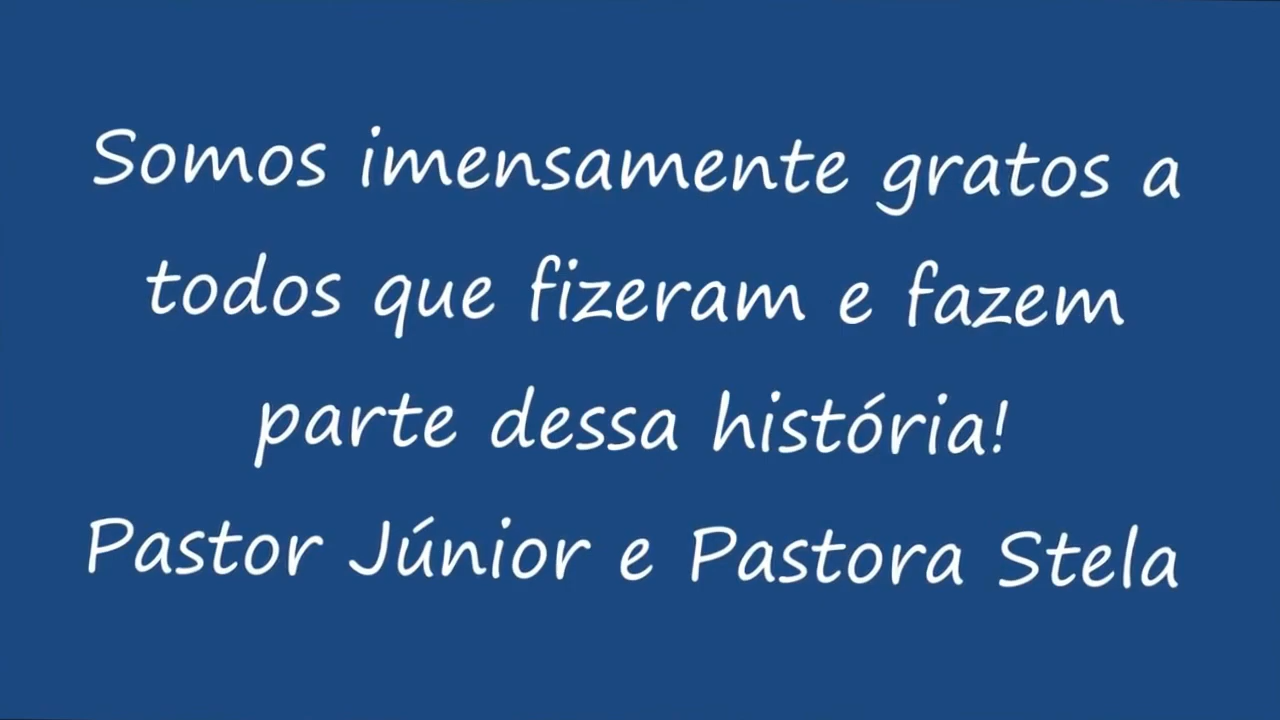 Somos imensamente gratos a
todos que fizeram e fazem
parte dessa história!
Pastor Júnior e Pastora Stela